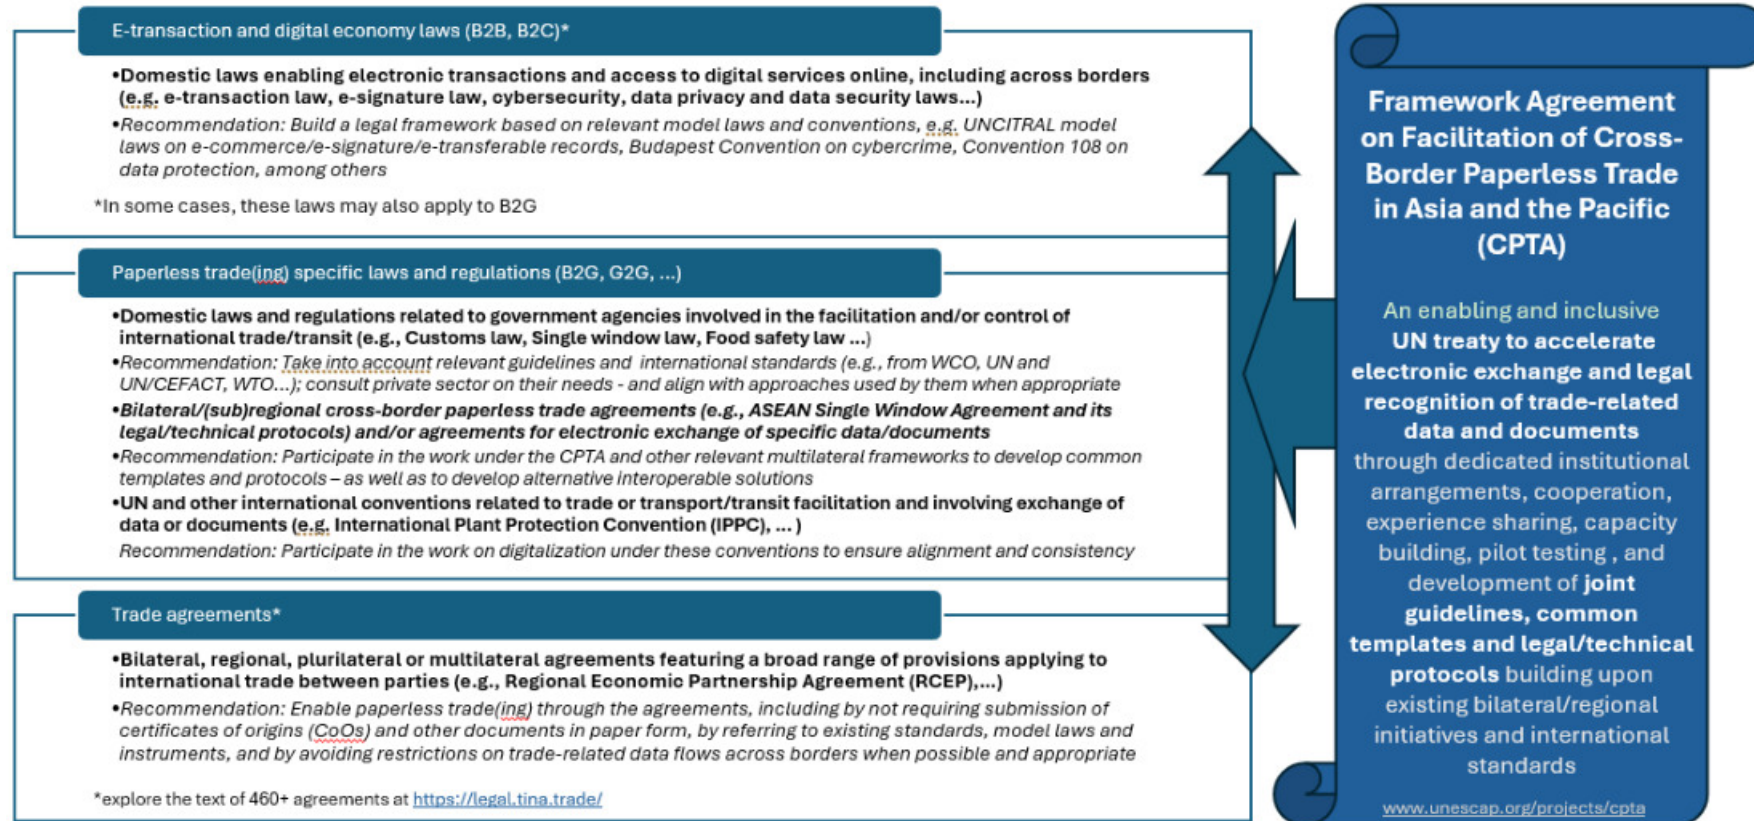 E-transaction and digital economy laws (B2B, B2C)*
•Domestic laws enabling electronic transactions and access to digital services online, including across borders
(e.g. e-transaction law, e-signature law, cybersecurity, data privacy and data security laws...)
•Recommendation: Build a legal framework based on relevant model laws and conventions, e.g. UNCITRAL model
laws on e-commerce/e-signature/e-transferable records, Budapest Convention on cybercrime, Convention 108 on
data protection, among others
*In some cases, these laws may also apply to B2G
Paperless trade(ing) specific laws and regulations (B2G, G2G, ...)
•Domestic laws and regulations related to government agencies involved in the facilitation and/or control of
international trade/transit (e.g., Customs law, Single window law, Food safety law ...)
•Recommendation: Take into account relevant guidelines and international standards (e.g., from WCO, UN and
UN/CEFACT, WTO...); consult private sector on their needs - and align with approaches used by them when appropriate
•Bilateral/(sub)regional cross-border paperless trade agreements (e.g., ASEAN Single Window Agreement and its
legal/technical protocols) and/or agreements for electronic exchange of specific data/documents
•Recommendation: Participate in the work under the CPTA and other relevant multilateral frameworks to develop common
templates and protocols – as well as to develop alternative interoperable solutions
•UN and other international conventions related to trade or transport/transit facilitation and involving exchange of
data or documents (e.g. International Plant Protection Convention (IPPC), ... )
Recommendation: Participate in the work on digitalization under these conventions to ensure alignment and consistency
Trade agreements*
•Bilateral, regional, plurilateral or multilateral agreements featuring a broad range of provisions applying to
international trade between parties (e.g., Regional Economic Partnership Agreement (RCEP),...)
•Recommendation: Enable paperless trade(ing) through the agreements, including by not requiring submission of
certificates of origins (CoOs) and other documents in paper form, by referring to existing standards, model laws and
instruments, and by avoiding restrictions on trade-related data flows across borders when possible and appropriate
*explore the text of 460+ agreements at https://legal.tina.trade/
Framework Agreement
on Facilitation of Cross-
Border Paperless Trade
in Asia and the Pacific
(CPTA)
An enabling and inclusive
UN treaty to accelerate
electronic exchange and legal
recognition of trade-related
data and documents
through dedicated institutional
arrangements, cooperation,
experience sharing, capacity
building, pilot testing , and
development of joint
guidelines, common
templates and legal/technical
protocols building upon
existing bilateral/regional
initiatives and international
standards
www.unescap.org/projects/cpta